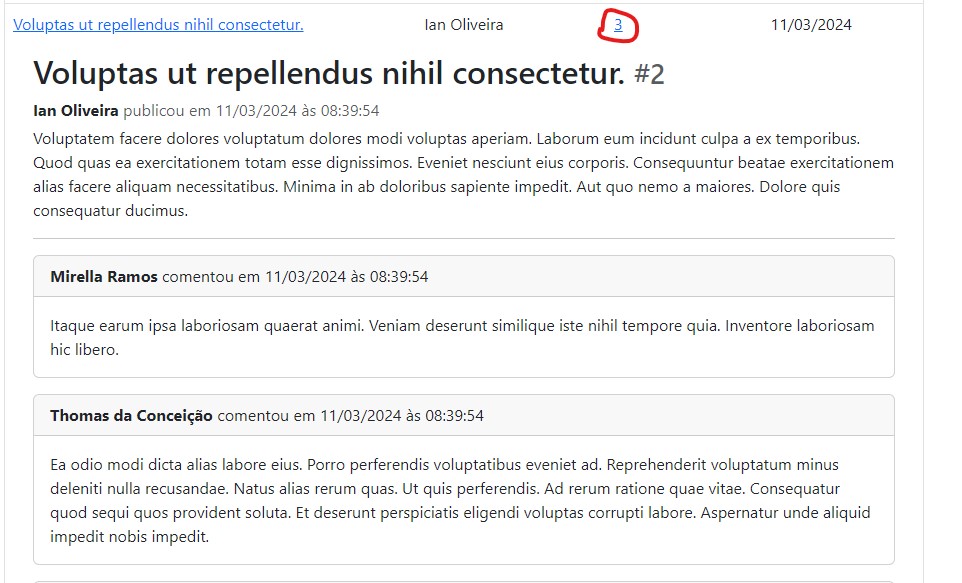 Voluptas ut repellendus nihil consectetur. Ian Oliveira 3 11/03/2024
Voluptas ut repellendus nihil consectetur. #2
Ian Oliveira publicou em 11/03/2024 às 08:39:54
Voluptatem facere dolores voluptatum dolores modi voluptas aperiam. Laborum eum incidunt culpa a ex temporibus.
Quod quas ea exercitationem totam esse dignissimos. Eveniet nesciunt eius corporis. Consequuntur beatae exercitationem
alias facere aliquam necessitatibus. Minima in ab doloribus sapiente impedit. Aut quo nemo a maiores. Dolore quis
consequatur ducimus.
Mirella Ramos comentou em 11/03/2024 às 08:39:54
Itaque earum ipsa laboriosam quaerat animi. Veniam deserunt similique iste nihil tempore quia. Inventore laboriosam
hic libero.
Thomas da Conceição comentou em 11/03/2024 às 08:39:54
Ea odio modi dicta alias labore eius. Porro perferendis voluptatibus eveniet ad. Reprehenderit voluptatum minus
deleniti nulla recusandae. Natus alias rerum quas. Ut quis perferendis. Ad rerum ratione quae vitae. Consequatur
quod sequi quos provident soluta. Et deserunt perspiciatis eligendi voluptas corrupti labore. Aspernatur unde aliquid
impedit nobis impedit.